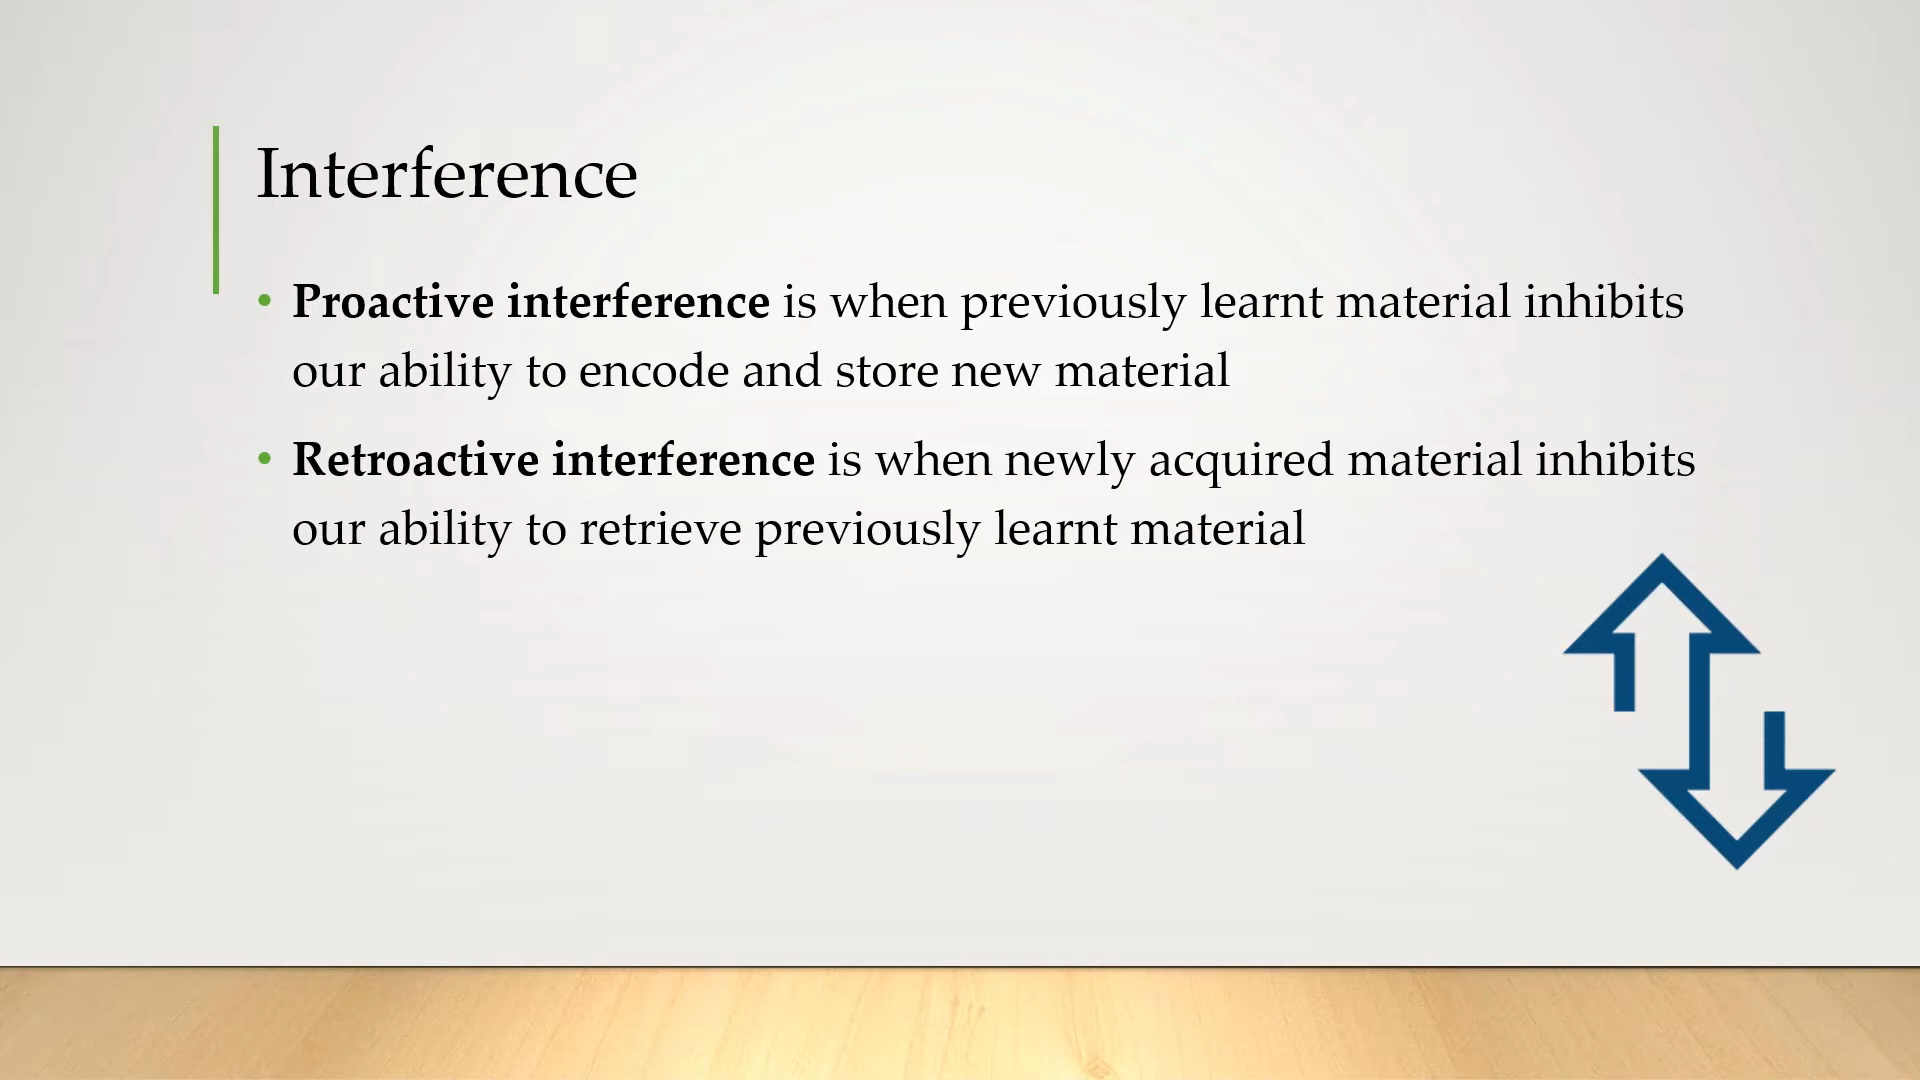 Interference
• Proactive interference is when previously learnt material inhibits
our ability to encode and store new material
• Retroactive interference is when newly acquired material inhibits
our ability to retrieve previously learnt material